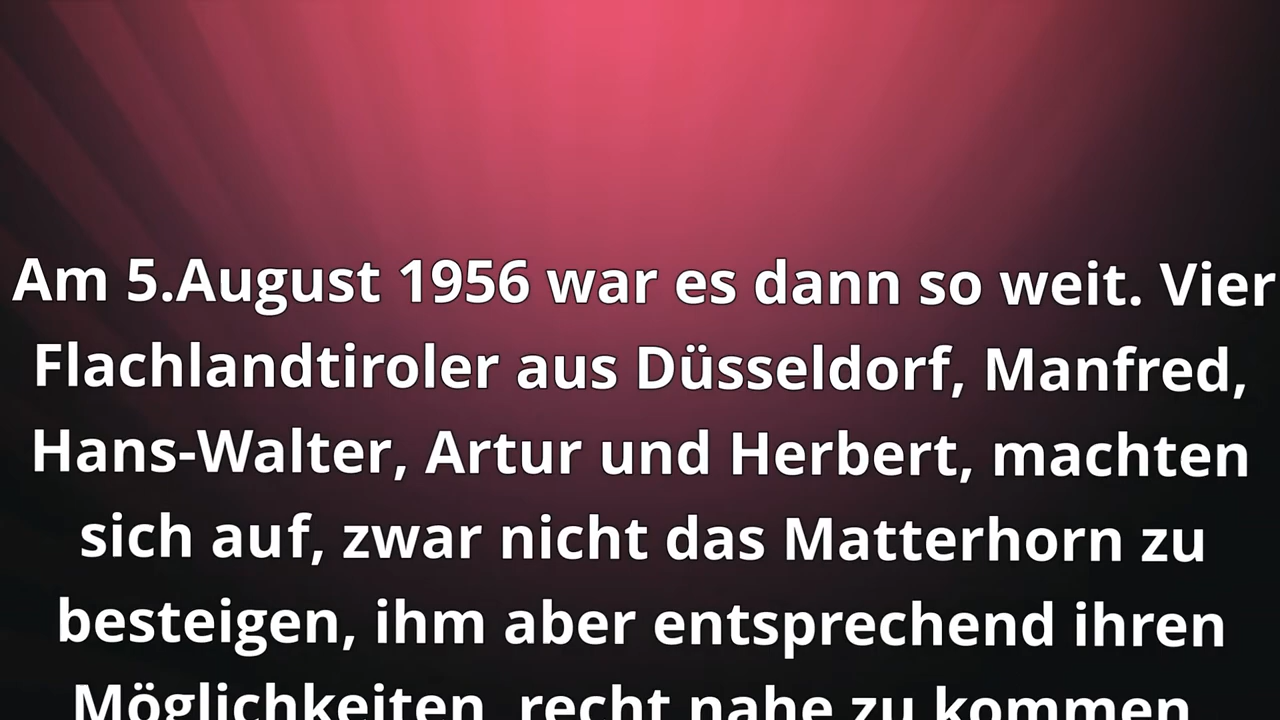 Am 5.August 1956 war es dann so weit. Vier
Flachlandtiroler aus Düsseldorf, Manfred,
Hans-Walter, Artur und Herbert, machten
sich auf, zwar nicht das Matterhorn zu
besteigen, ihm aber entsprechend ihren
Möglichkeiten recht nahe zu kommen